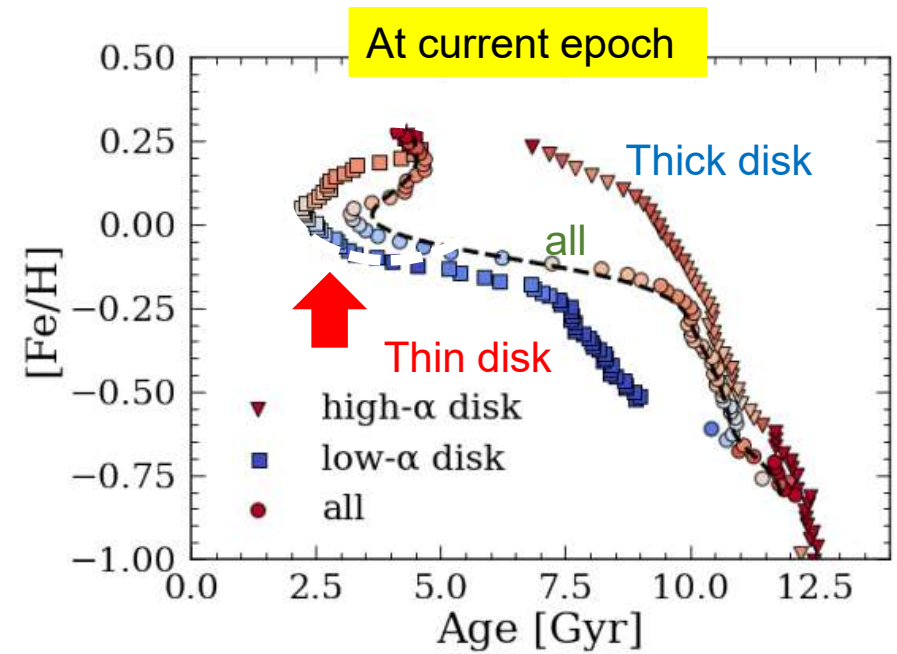 At current epoch
0.50
0.25
0.00
−0.25
−0.50
−0.75
−1.00
[Fe/H]
Thick disk
all
Thin disk
high-α disk
low-α disk
all
0.0 2.5 5.0 7.5 10.0 12.5
Age [Gyr]